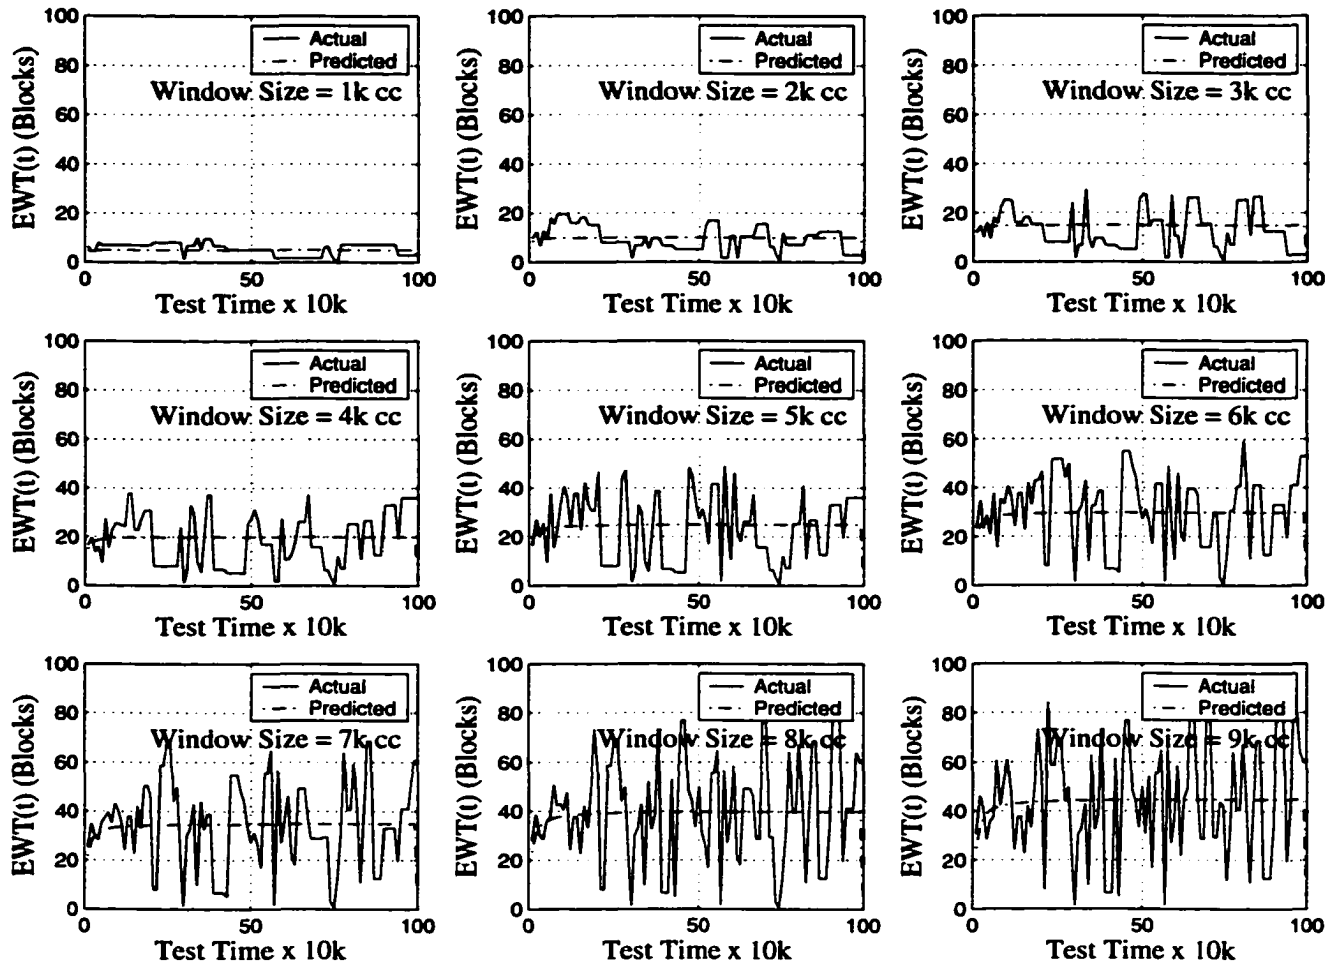 EWT(t) (Blocks)
100
80
60
40
20
0
Actual
Predicted
Window Size = 1k cc
0
50
100
Test Time x 10k
EWT(t) (Blocks)
100
80
60
40
20
0
Actual
Predicted
Window Size = 2k cc
0
50
100
Test Time x 10k
EWT(t) (Blocks)
100
80
60
40
20
0
Actual
Predicted
Window Size = 3k cc
0
50
100
Test Time x 10k
EWT(t) (Blocks)
100
80
60
40
20
0
Actual
Predicted
Window Size = 4k cc
0
50
100
Test Time x 10k
EWT(t) (Blocks)
100
80
60
40
20
0
Actual
Predicted
Window Size = 5k cc
0
50
100
Test Time x 10k
EWT(t) (Blocks)
100
80
60
40
20
0
Actual
Predicted
Window Size = 6k cc
0
50
100
Test Time x 10k
EWT(t) (Blocks)
100
80
60
40
20
0
Actual
Predicted
Window Size = 7k cc
0
50
100
Test Time x 10k
EWT(t) (Blocks)
100
80
60
40
20
0
Actual
Predicted
Window Size = 8k cc
0
50
100
Test Time x 10k
EWT(t) (Blocks)
100
80
60
40
20
0
Actual
Predicted
Window Size = 9k cc
0
50
100
Test Time x 10k